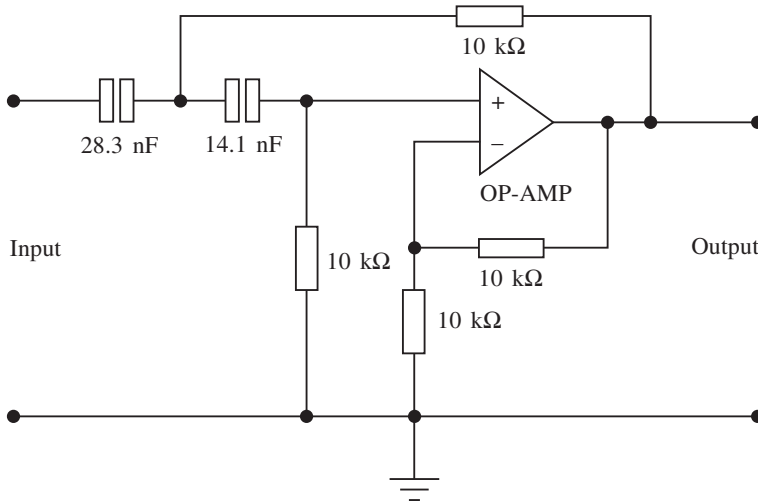 10 kΩ
28.3 nF
14.1 nF
+
−
OP-AMP
Input
10 kΩ
10 kΩ
Output
10 kΩ